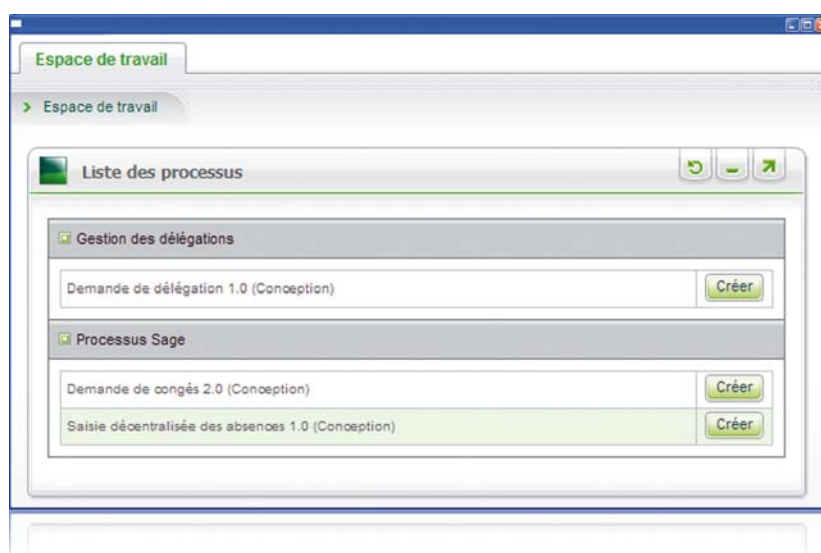 Espace de travail
Espace de travail
Liste des processus
Gestion des délégations
Demande de délégation 1.0 (Conception) Créer
Processus Sage
Demande de congés 2.0 (Conception) Créer
Saisie décentralisée des absences 1.0 (Conception) Créer